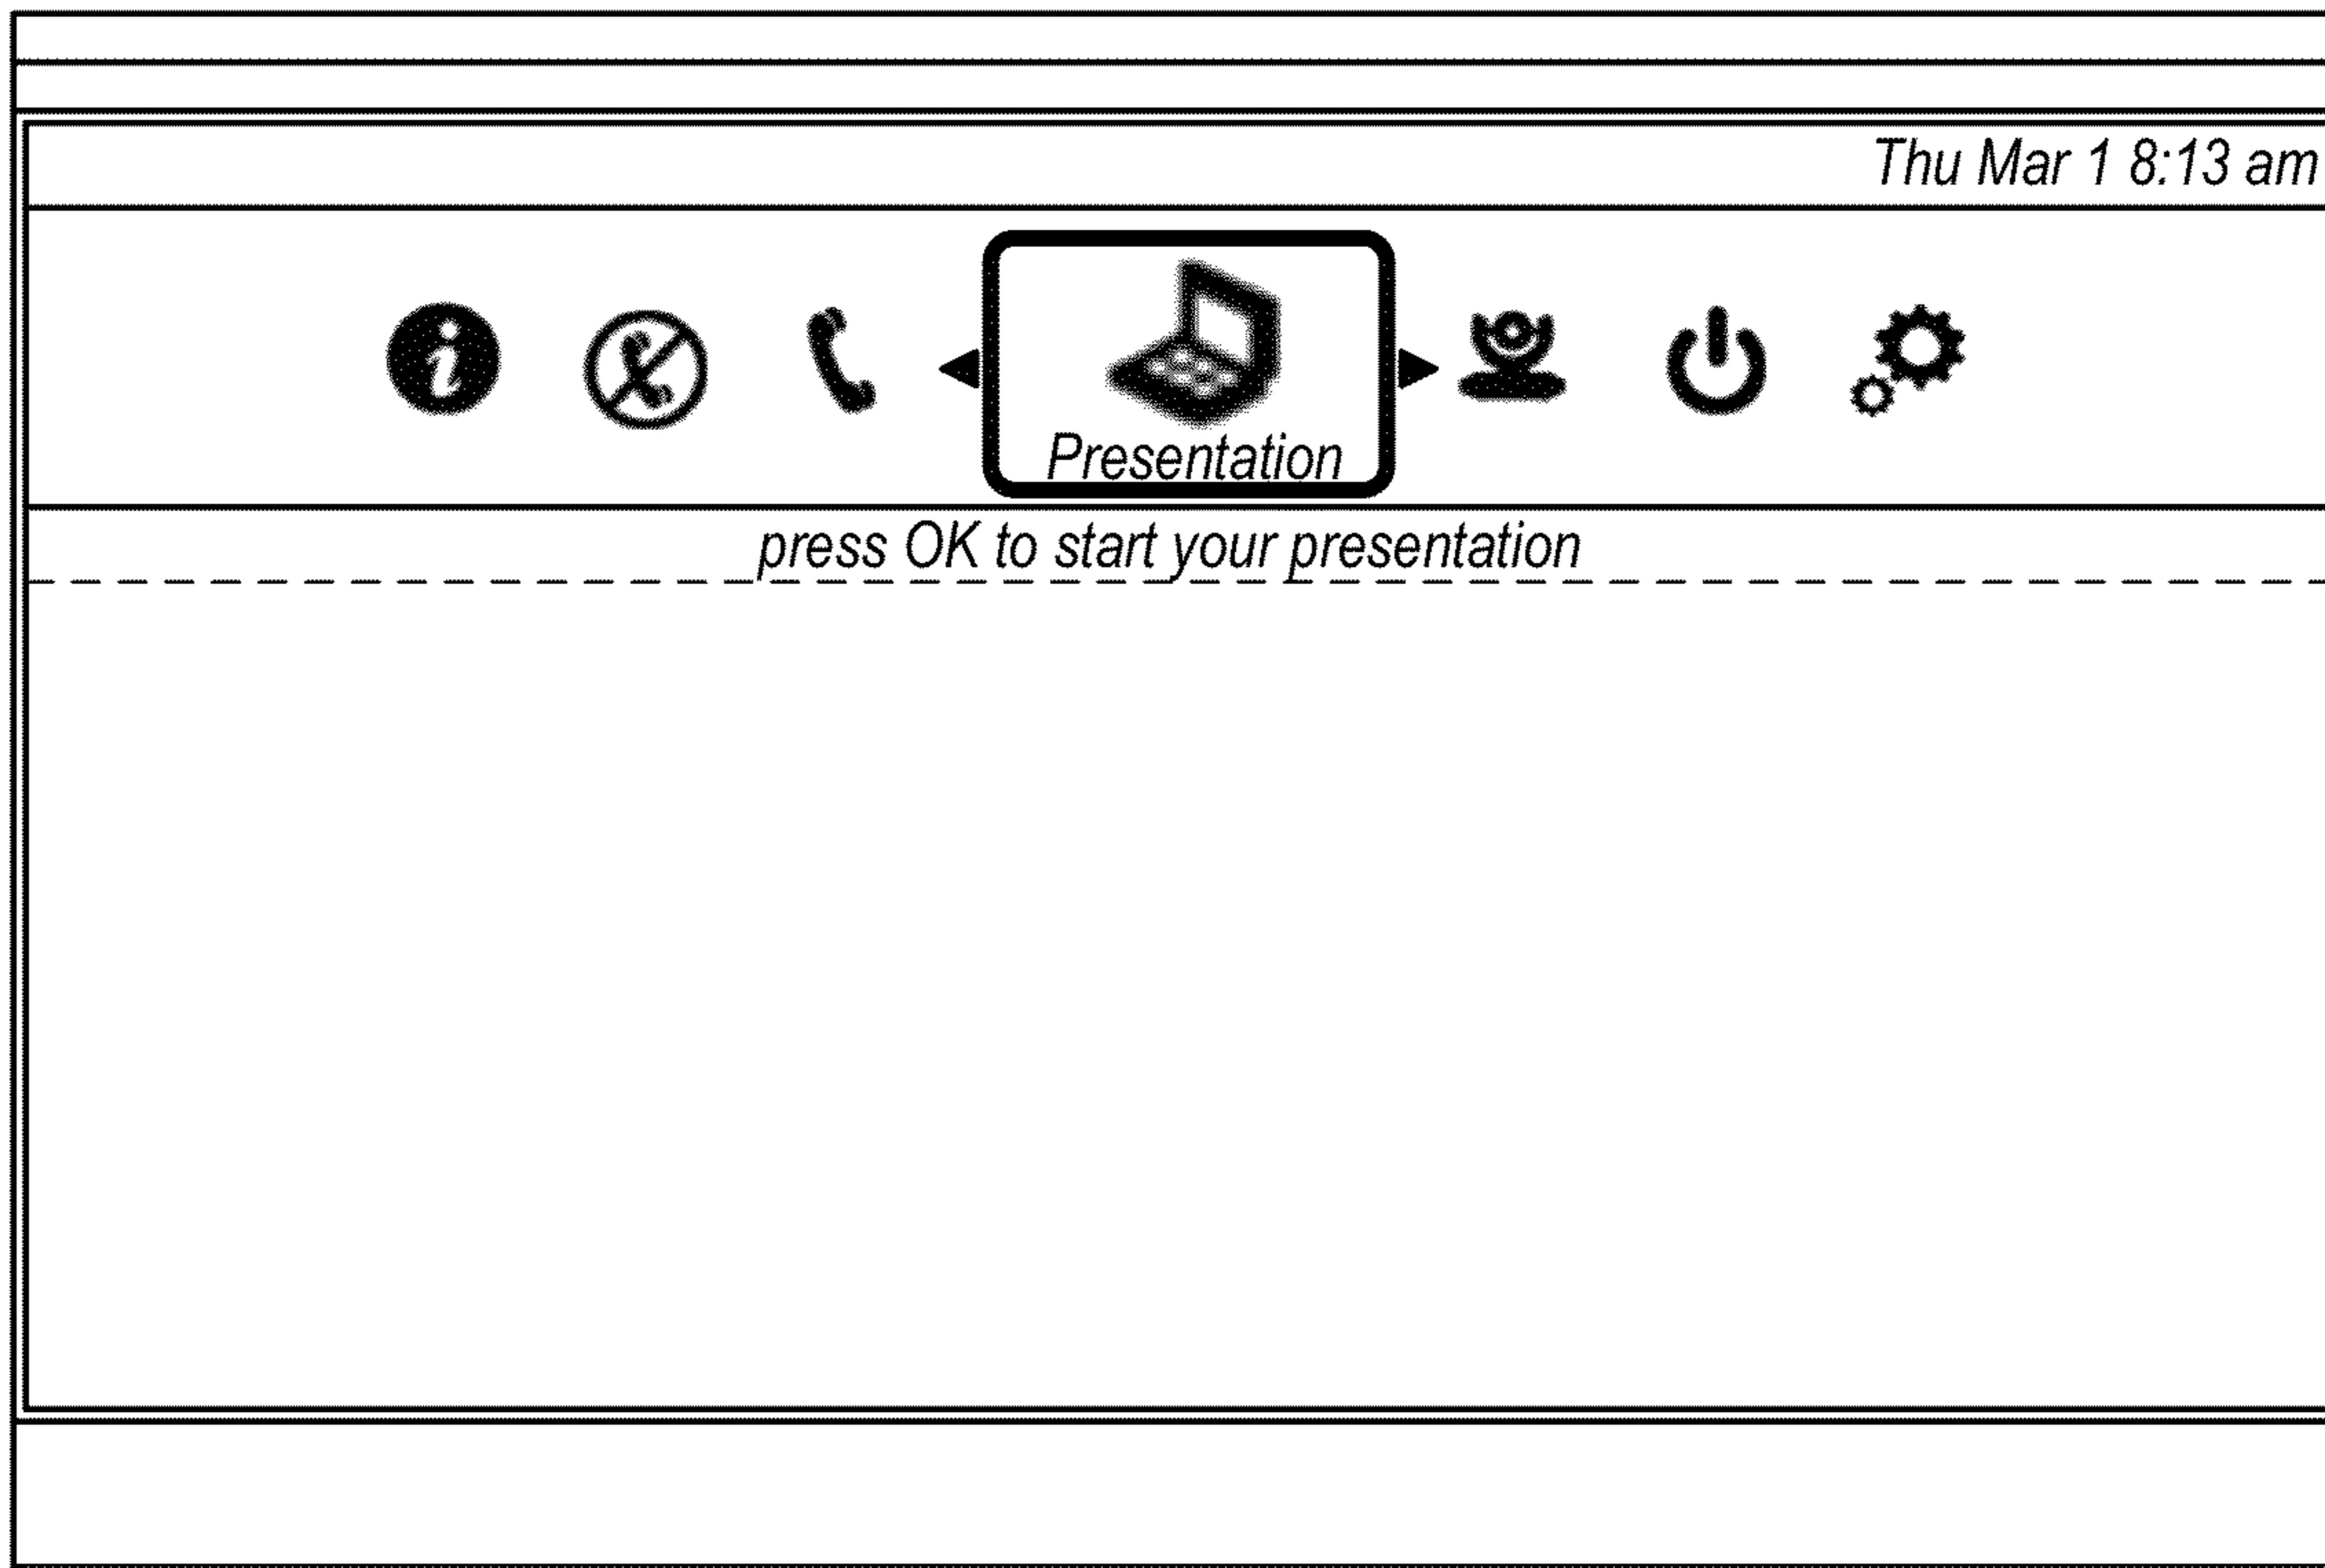 Thu Mar 1 8:13 am
Presentation
press OK to start your presentation